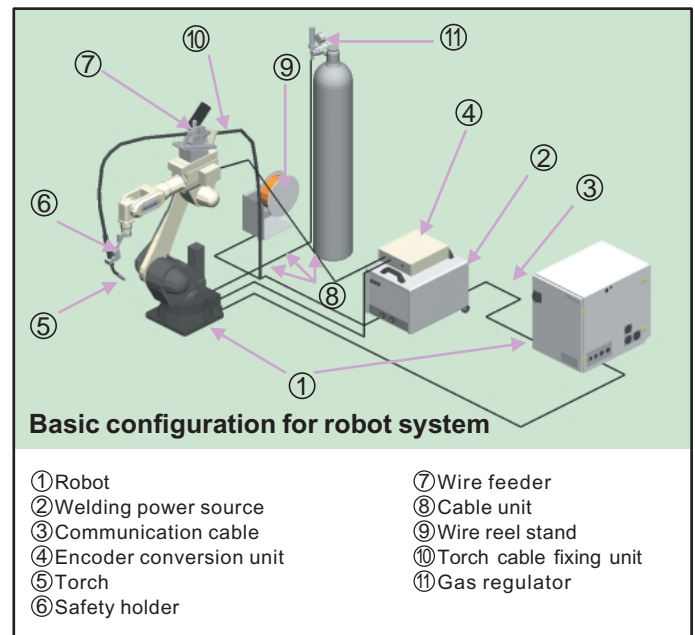 ⑪
⑩
⑨
⑦
④
②
③
⑥
⑧
⑤
①
Basic configuration for robot system
①Robot
②Welding power source
③Communication cable
④Encoder conversion unit
⑤Torch
⑥Safety holder
⑦Wire feeder
⑧Cable unit
⑨Wire reel stand
⑩Torch cable fixing unit
⑪Gas regulator